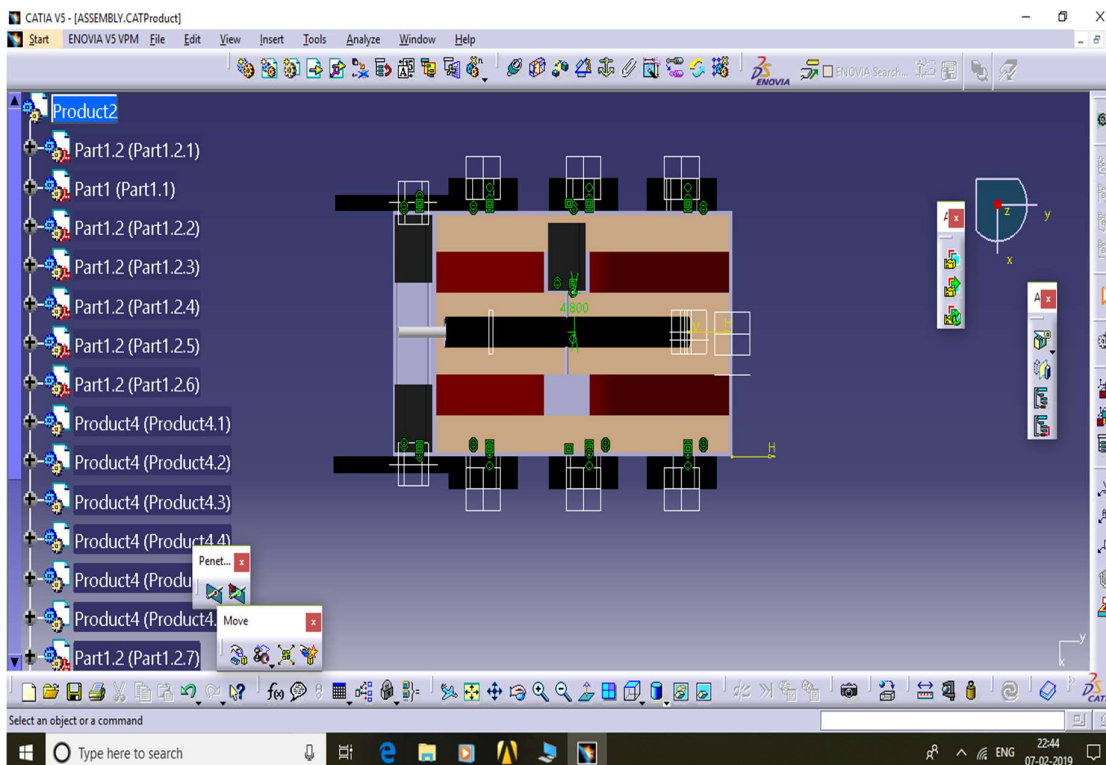 CATIA V5 - [ASSEMBLY.CATProduct]
Start ENOVIA V5 VPM File Edit View Insert Tools Analyze Window Help
ENOVIA
ENOVIA Search...
Product2
Part1.2 (Part1.2.1)
Part1 (Part1.1)
Part1.2 (Part1.2.2)
Part1.2 (Part1.2.3)
Part1.2 (Part1.2.4)
Part1.2 (Part1.2.5)
Part1.2 (Part1.2.6)
Product4 (Product4.1)
Product4 (Product4.2)
Product4 (Product4.3)
Product4 (Product4.4)
Product4 (Produ
Product4 (Product4.
Part1.2 (Part1.2.7)
4.800
H
z
y
x
A... x
A... x
Penet... x
Move x
y
x
f(x)
CATIA
Select an object or a command
Type here to search
ENG
22:44
07-02-2019